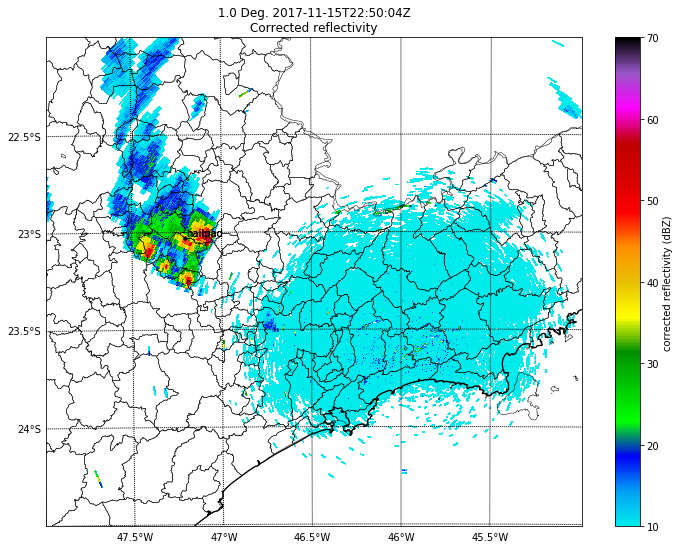 1.0 Deg. 2017-11-15T22:50:04Z
Corrected reflectivity
22.5°S
23°S
23.5°S
24°S
47.5°W
47°W
46.5°W
46°W
45.5°W
70
60
50
40
30
20
10
corrected reflectivity (dBZ)